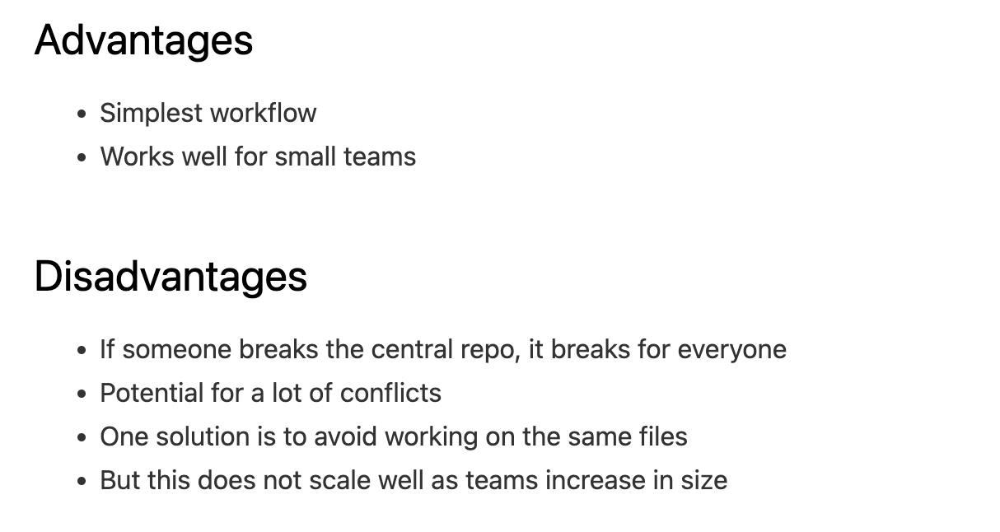 Advantages
• Simplest workflow
• Works well for small teams
Disadvantages
• If someone breaks the central repo, it breaks for everyone
• Potential for a lot of conflicts
• One solution is to avoid working on the same files
• But this does not scale well as teams increase in size